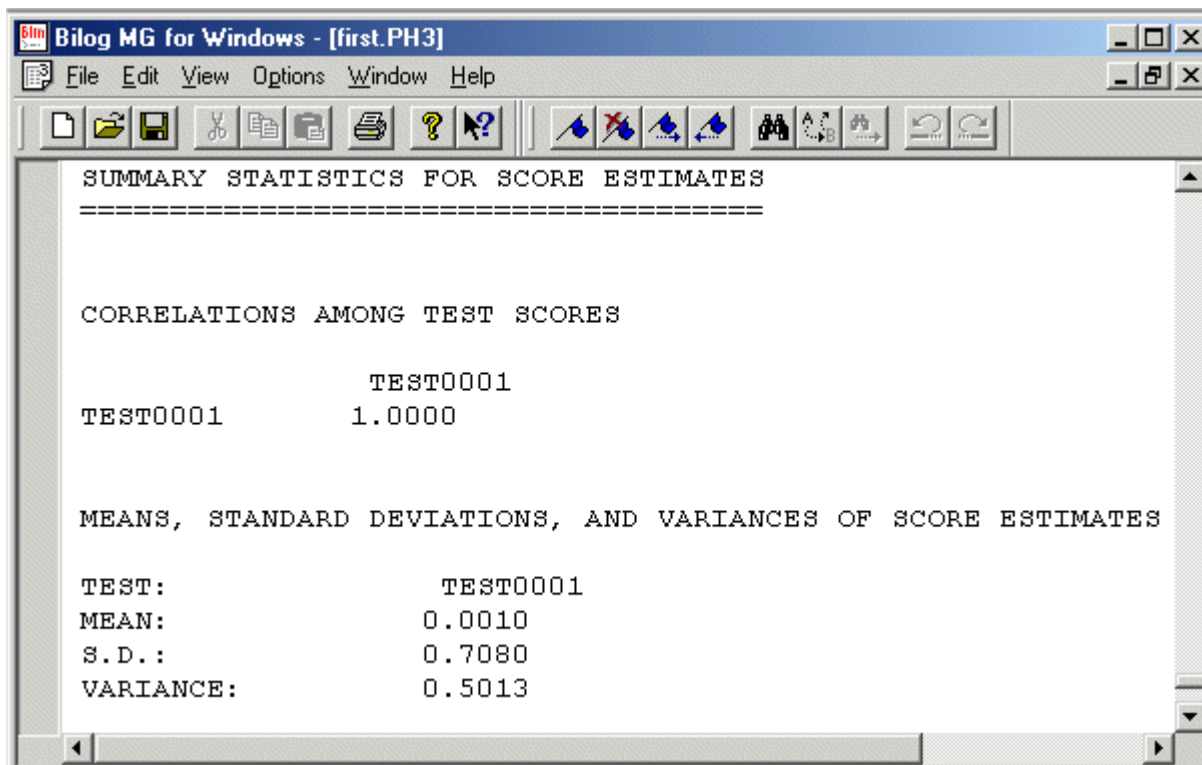 Bilog MG for Windows - [first.PH3]
File Edit View Options Window Help
SUMMARY STATISTICS FOR SCORE ESTIMATES
======================================
CORRELATIONS AMONG TEST SCORES
TEST0001
TEST0001 1.0000
MEANS, STANDARD DEVIATIONS, AND VARIANCES OF SCORE ESTIMATES
TEST: TEST0001
MEAN: 0.0010
S.D.: 0.7080
VARIANCE: 0.5013